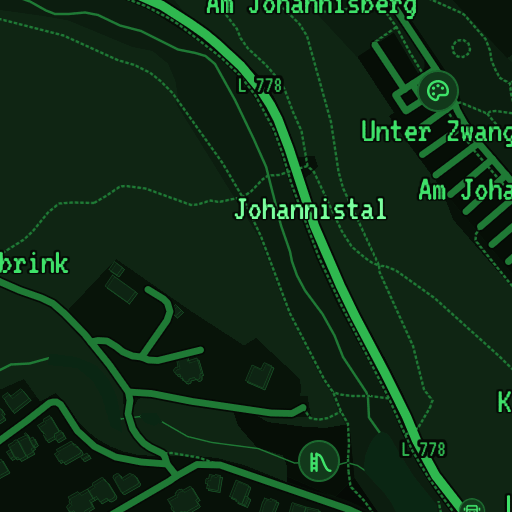 Am Johannisberg
L 778
Unter Zwang
Am Joha
Johannistal
brink
K
L 778